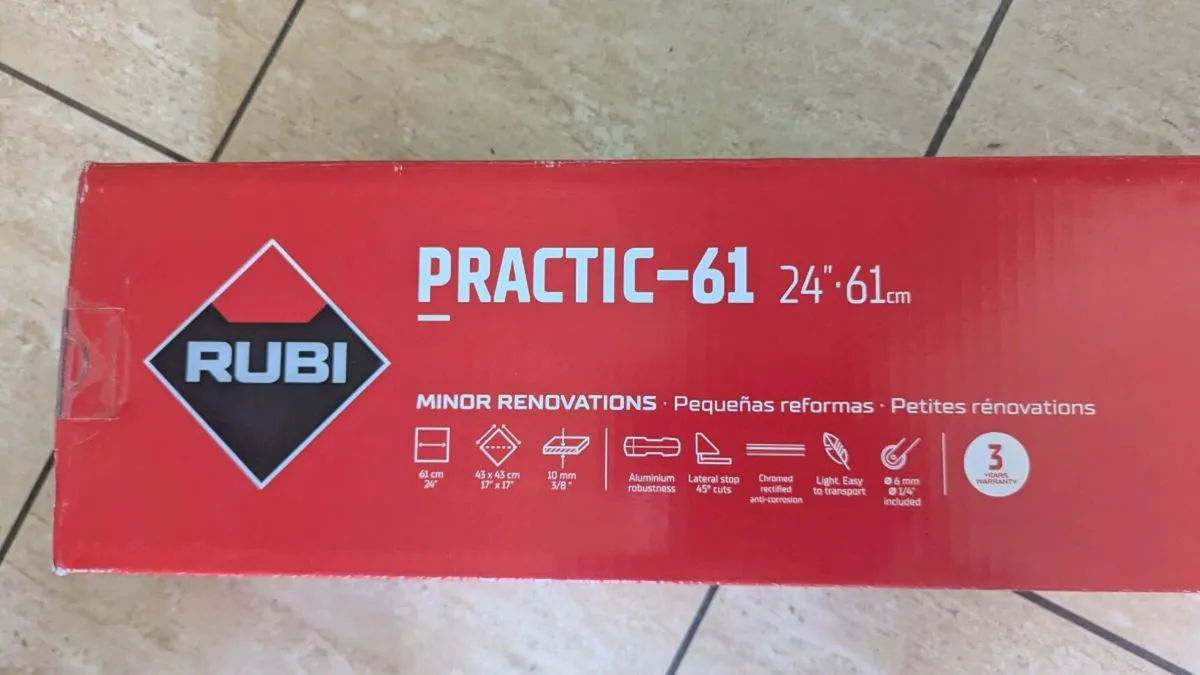 RUBI
PRACTIC-61 24"·61cm
MINOR RENOVATIONS · Pequeñas reformas · Petites rénovations
61 cm
24"
43 x 43 cm
17" x 17"
10 mm
3/8 "
Aluminium
robustness
Lateral stop
45° cuts
Chromed
rectified
anti-corrosion
Light. Easy
to transport
Ø 6 mm
Ø 1/4"
included
3
YEARS.
WARRANTY